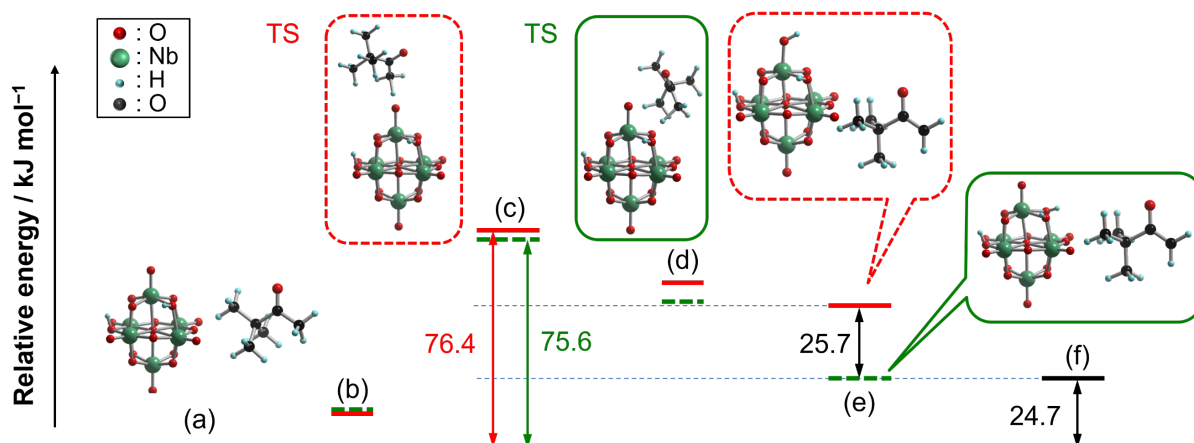 : O
: Nb
: H
: O
TS
TS
Relative energy / kJ mol⁻¹
(a)
(b)
(c)
76.4
75.6
(d)
25.7
(e)
(f)
24.7